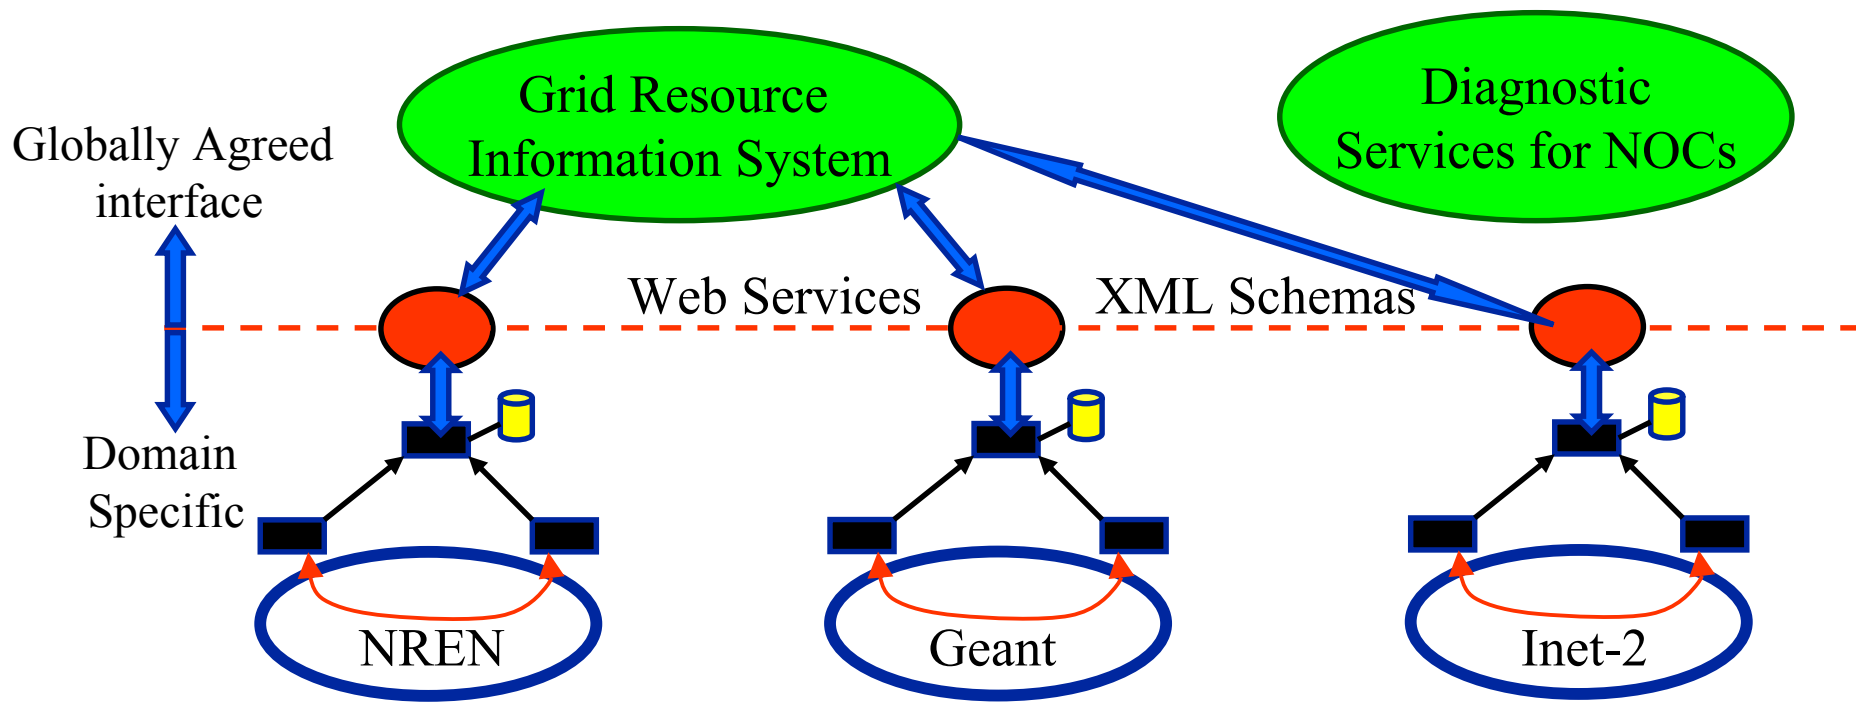 Grid Resource
Information System
Diagnostic
Services for NOCs
Globally Agreed
interface
Web Services
XML Schemas
Domain
Specific
NREN
Geant
Inet-2